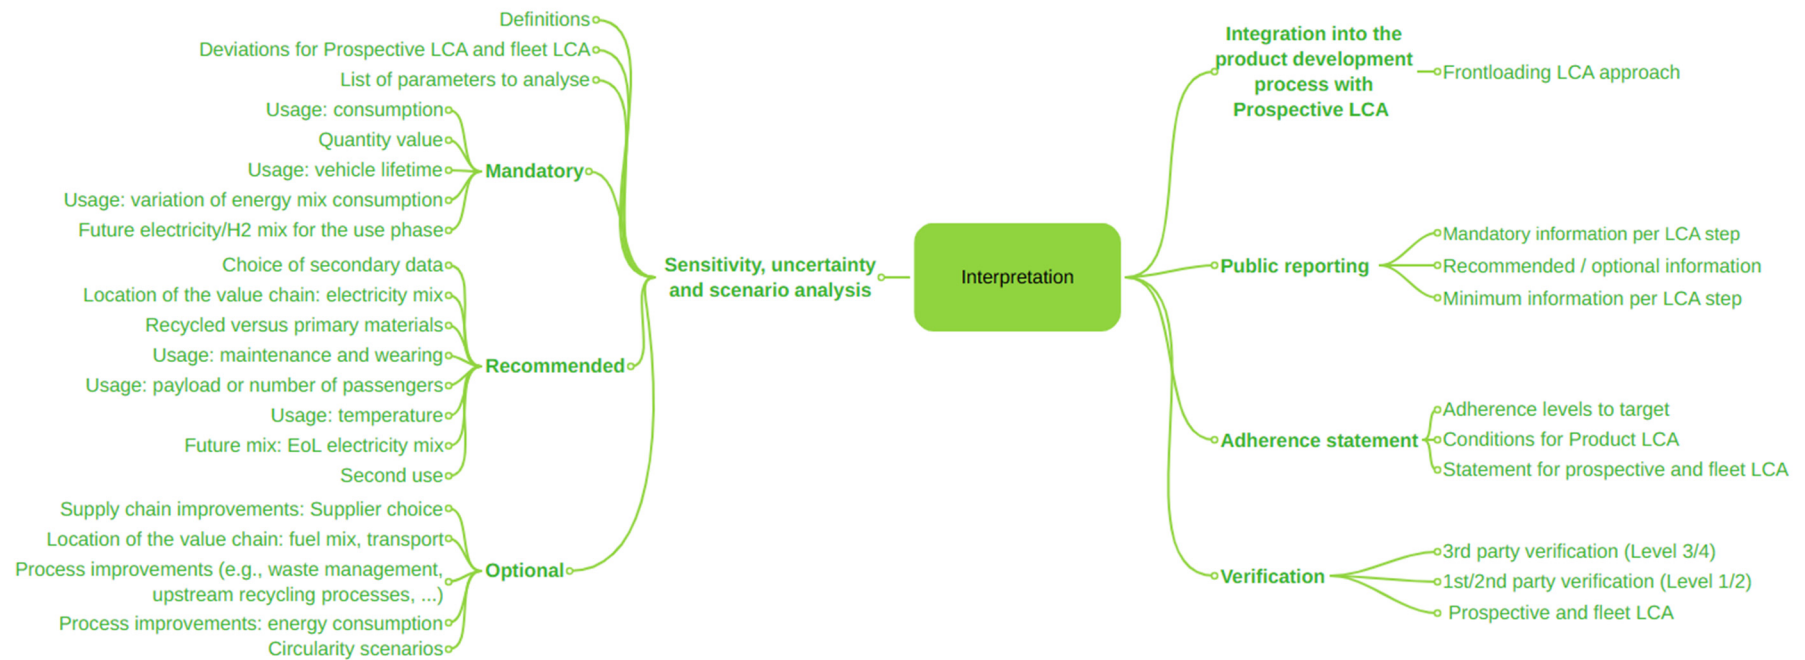 Definitions
Deviations for Prospective LCA and fleet LCA
List of parameters to analyse
Usage: consumption
Quantity value
Usage: vehicle lifetime
Usage: variation of energy mix consumption
Future electricity/H2 mix for the use phase
Mandatory
Choice of secondary data
Location of the value chain: electricity mix
Recycled versus primary materials
Usage: maintenance and wearing
Usage: payload or number of passengers
Usage: temperature
Future mix: EoL electricity mix
Second use
Recommended
Supply chain improvements: Supplier choice
Location of the value chain: fuel mix, transport
Process improvements (e.g., waste management,
upstream recycling processes, ...)
Process improvements: energy consumption
Circularity scenarios
Optional
Sensitivity, uncertainty
and scenario analysis
Interpretation
Integration into the
product development
process with
Prospective LCA
Frontloading LCA approach
Public reporting
Mandatory information per LCA step
Recommended / optional information
Minimum information per LCA step
Adherence statement
Adherence levels to target
Conditions for Product LCA
Statement for prospective and fleet LCA
Verification
3rd party verification (Level 3/4)
1st/2nd party verification (Level 1/2)
Prospective and fleet LCA